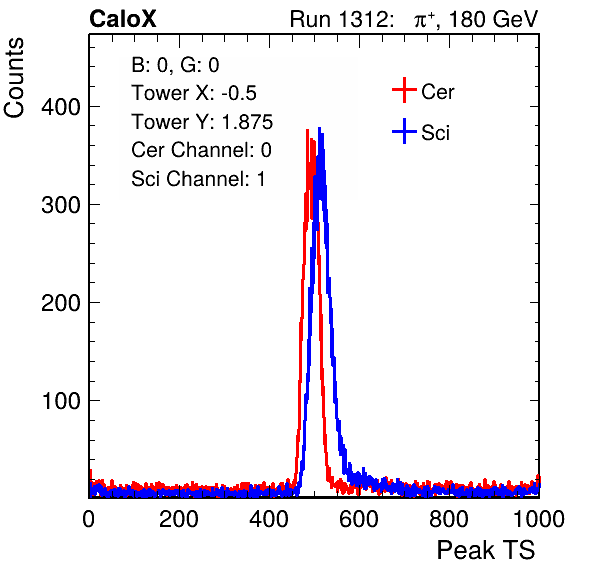 CaloX Run 1312: π⁺, 180 GeV
Counts
B: 0, G: 0
Tower X: -0.5
Tower Y: 1.875
Cer Channel: 0
Sci Channel: 1
Cer
Sci
400
300
200
100
0 200 400 600 800 1000
Peak TS